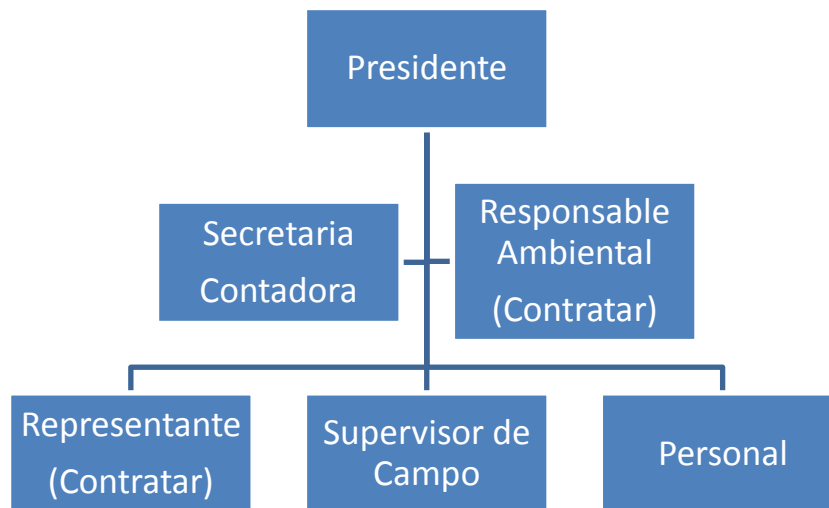 Presidente
Secretaria
Contadora
Responsable
Ambiental
(Contratar)
Representante
(Contratar)
Supervisor de
Campo
Personal